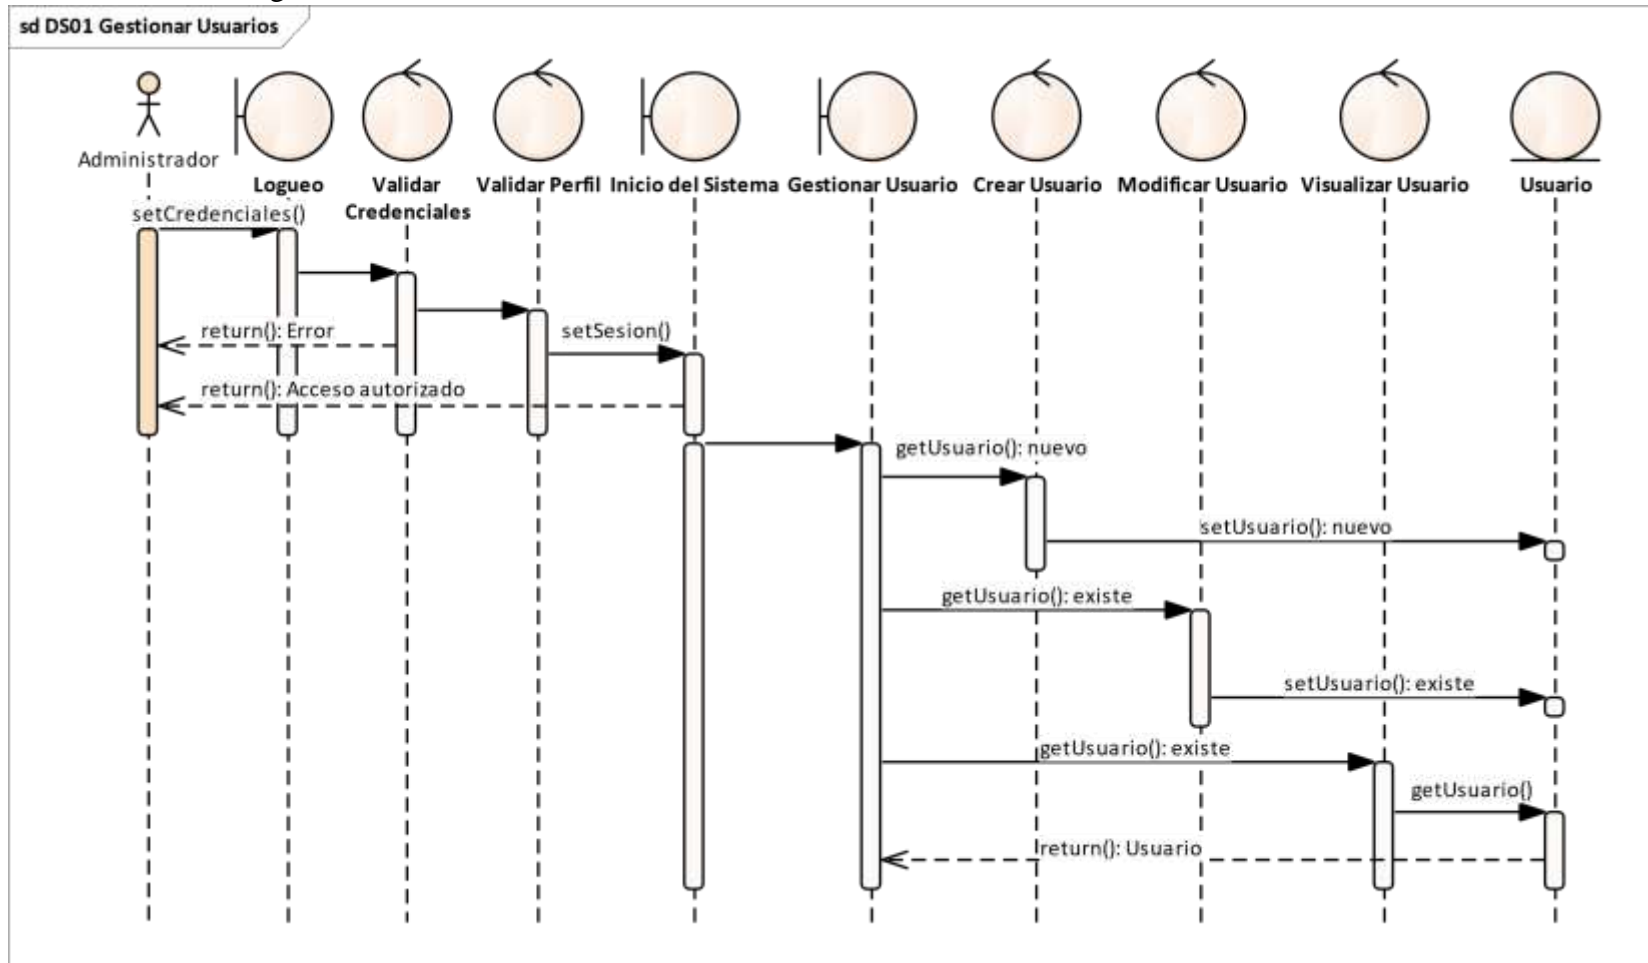 sd DS01 Gestionar Usuarios
Administrador
Logueo
Validar
Credenciales
Validar Perfil
Inicio del Sistema
Gestionar Usuario
Crear Usuario
Modificar Usuario
Visualizar Usuario
Usuario
setCredenciales()
return(): Error
setSesion()
return(): Acceso autorizado
getUsuario(): nuevo
setUsuario(): nuevo
getUsuario(): existe
setUsuario(): existe
getUsuario(): existe
getUsuario()
return(): Usuario